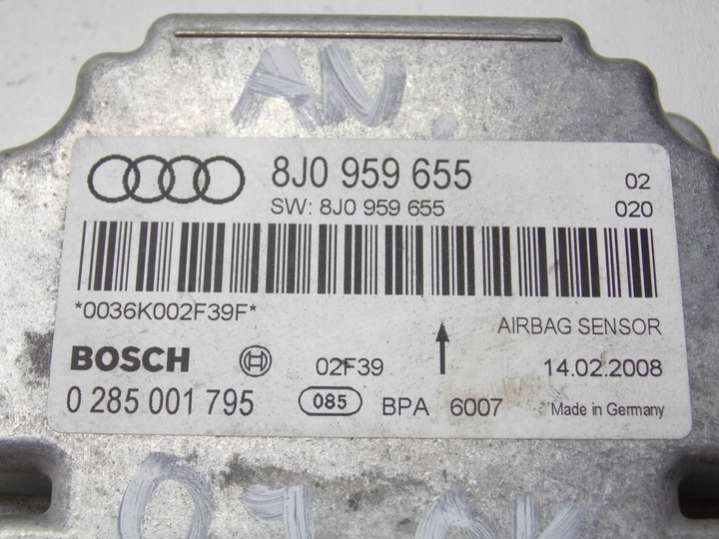 AN.
8J0 959 655 02
SW: 8J0 959 655 020
*0036K002F39F*
AIRBAG SENSOR
BOSCH 02F39 14.02.2008
0 285 001 795 085 BPA 6007 Made in Germany